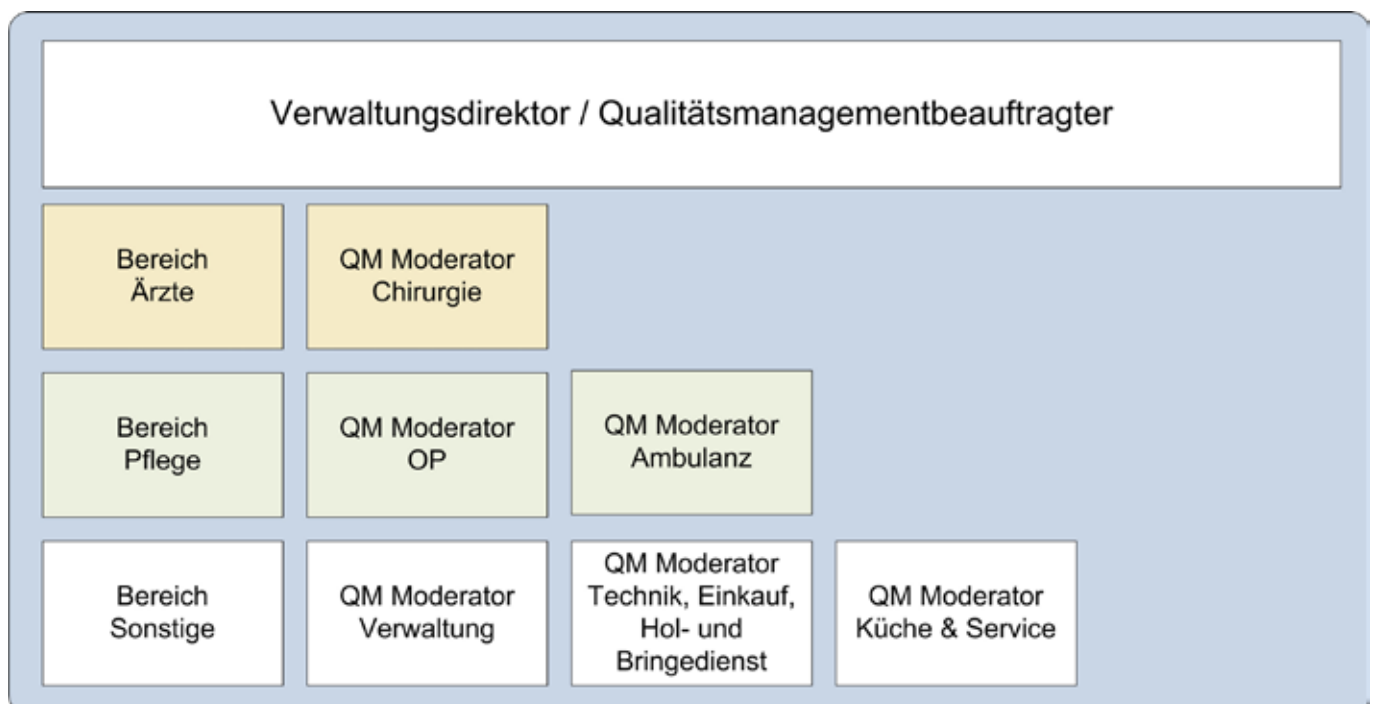 Verwaltungsdirektor / Qualitätsmanagementbeauftragter
Bereich
Ärzte
QM Moderator
Chirurgie
Bereich
Pflege
QM Moderator
OP
QM Moderator
Ambulanz
Bereich
Sonstige
QM Moderator
Verwaltung
QM Moderator
Technik, Einkauf,
Hol- und
Bringedienst
QM Moderator
Küche & Service